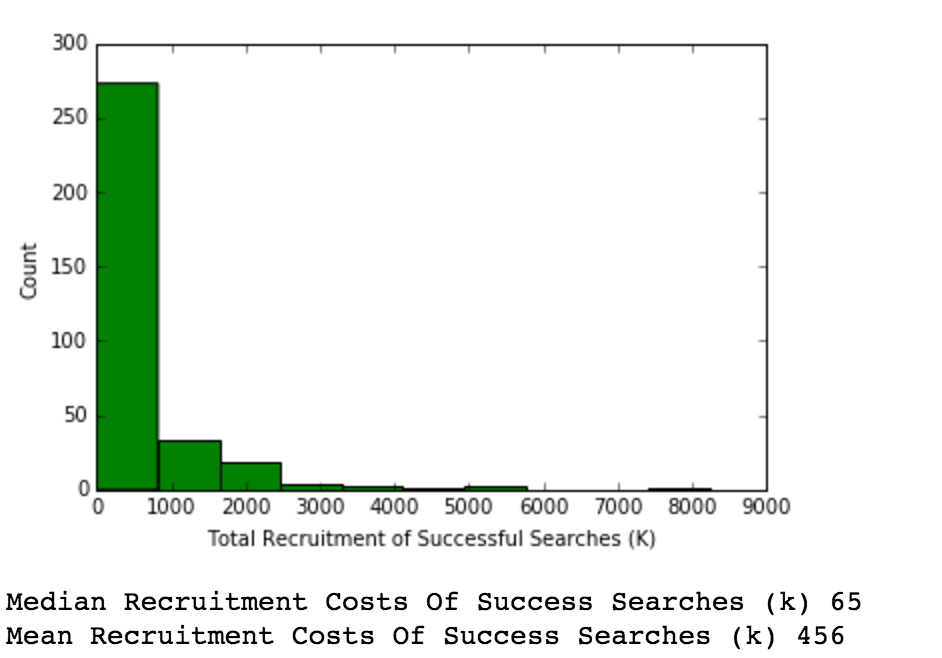 300
250
200
150
100
50
0
Count
0 1000 2000 3000 4000 5000 6000 7000 8000 9000
Total Recruitment of Successful Searches (K)
Median Recruitment Costs Of Success Searches (k) 65
Mean Recruitment Costs Of Success Searches (k) 456